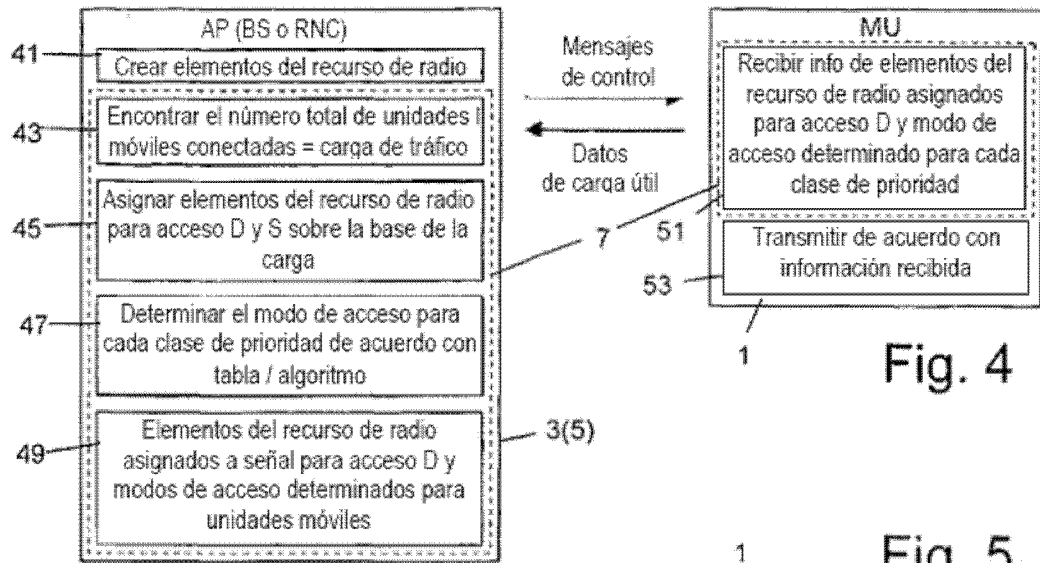 AP (BS o RNC)
41
Crear elementos del recurso de radio
43
Encontrar el número total de unidades l
móviles conectadas = carga de tráfico
45
Asignar elementos del recurso de radio
para acceso D y S sobre la base de la
carga
47
Determinar el modo de acceso para
cada clase de prioridad de acuerdo con
tabla / algoritmo
49
Elementos del recurso de radio
asignados a señal para acceso D y
modos de acceso determinados para
unidades móviles
3(5)
Mensajes
de control
Datos
de carga útil
7
MU
Recibir info de elementos del
recurso de radio asignados
para acceso D y modo de
acceso determinado para cada
clase de prioridad
51
Transmitir de acuerdo con
información recibida
53
1
Fig. 4
1
Fig. 5